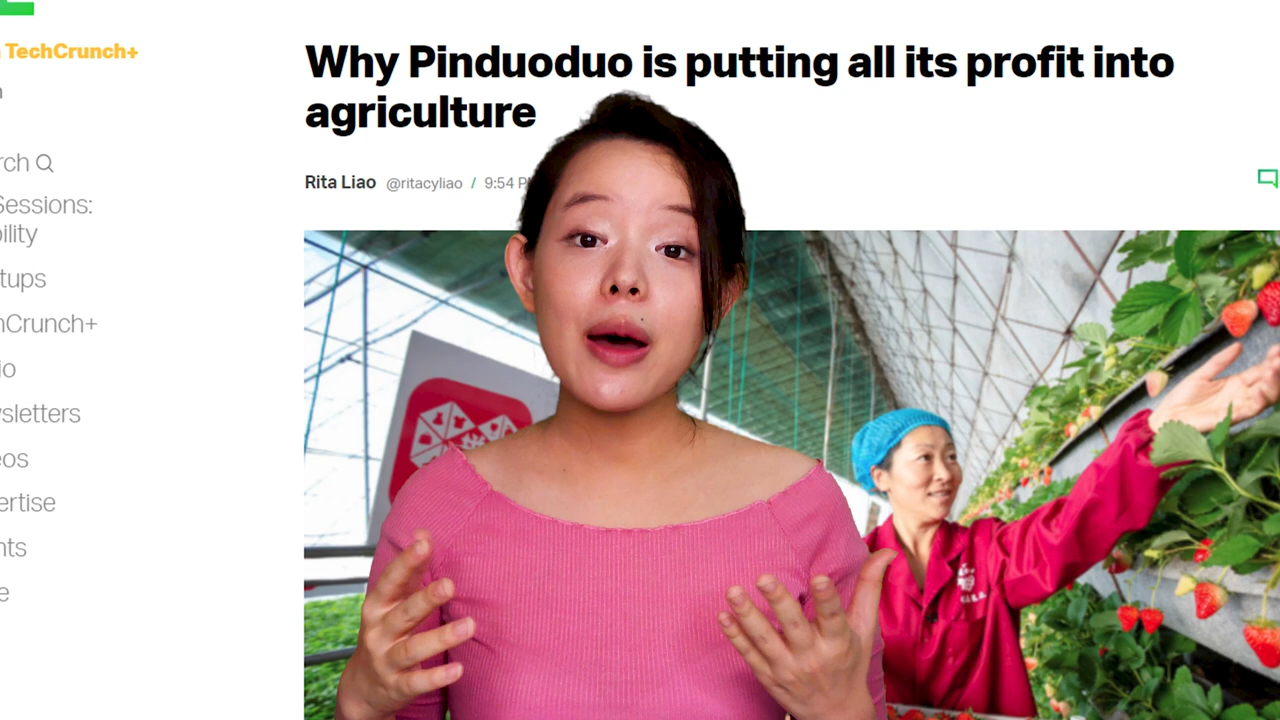 TechCrunch+
rch
Sessions:
bility
tups
nCrunch+
wsletters
eos
ertise
nts
Why Pinduoduo is putting all its profit into
agriculture
Rita Liao @ritacyliao / 9:54 P